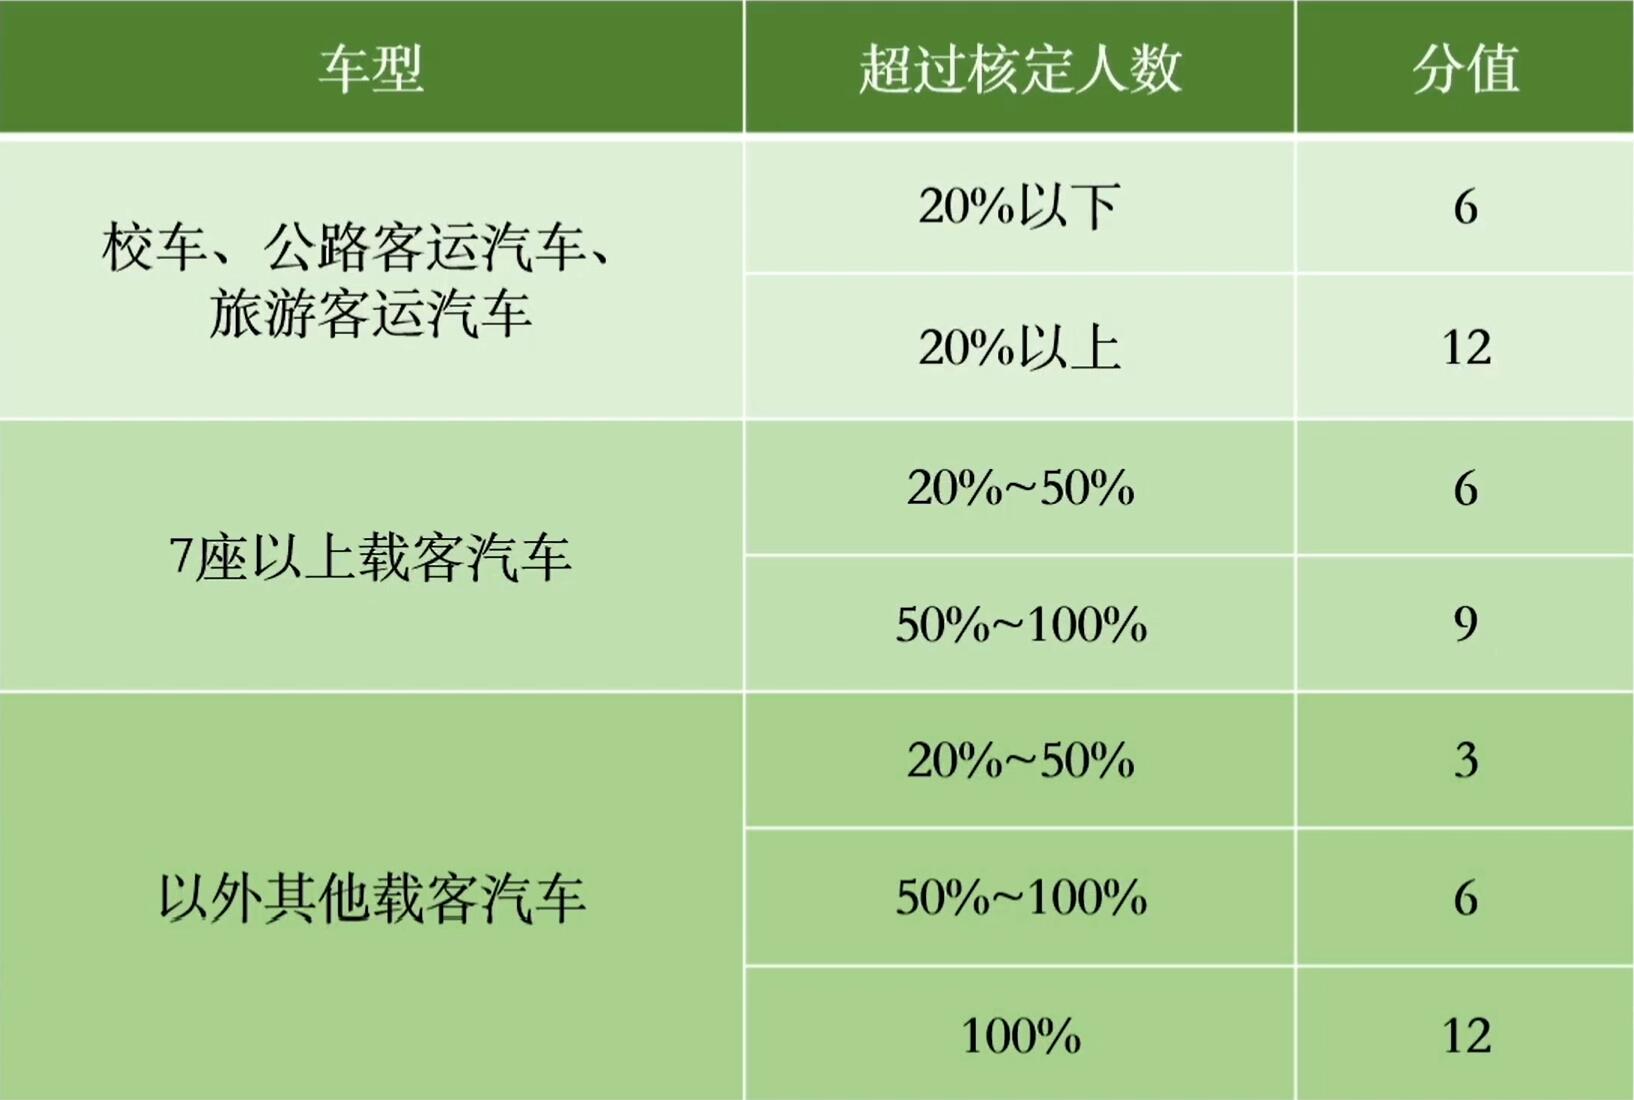 车型 超过核定人数 分值
校车、公路客运汽车、
旅游客运汽车
20%以下 6
20%以上 12
7座以上载客汽车
20%~50% 6
50%~100% 9
以外其他载客汽车
20%~50% 3
50%~100% 6
100% 12